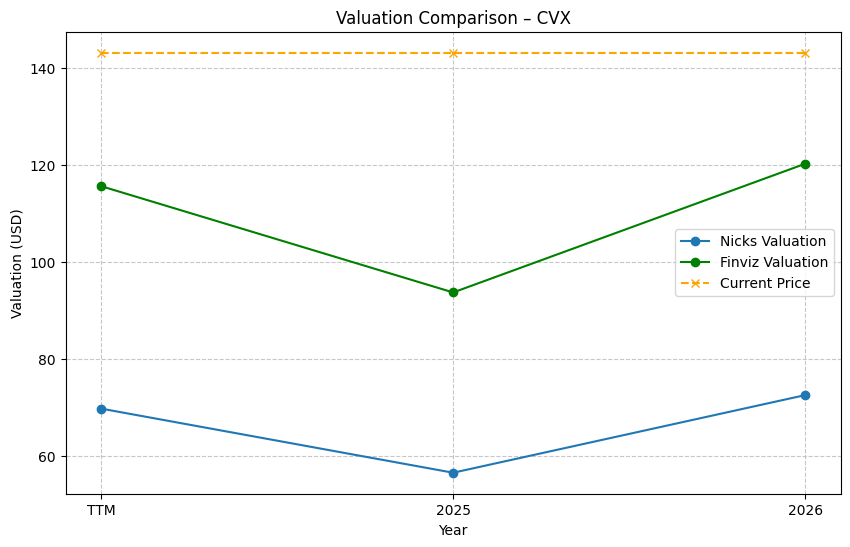 Valuation Comparison – CVX
Valuation (USD)
140
120
100
80
60
Nicks Valuation
Finviz Valuation
Current Price
TTM
2025
2026
Year